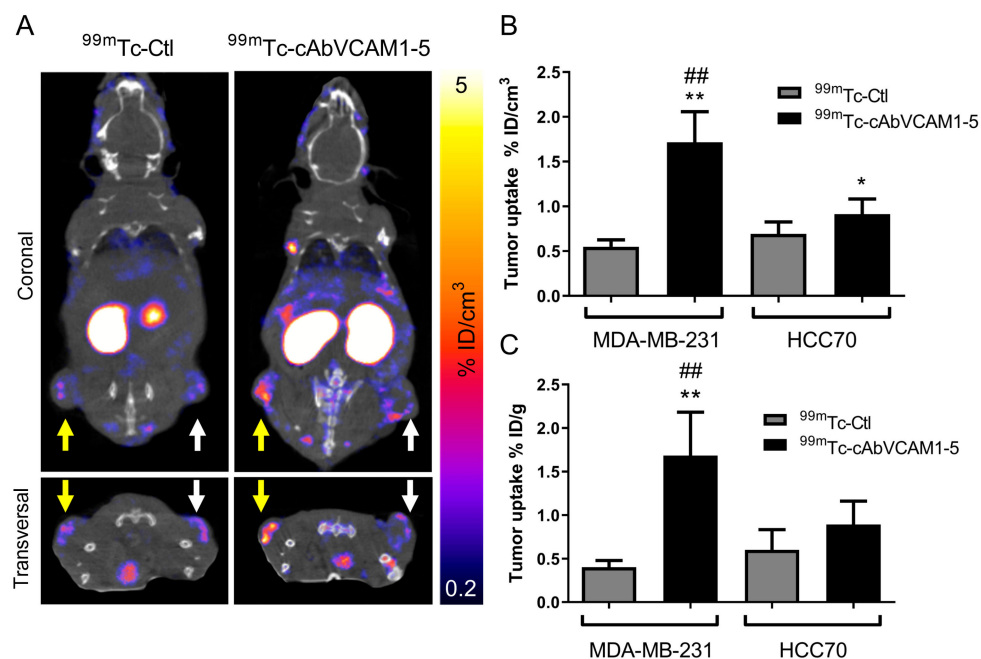 A
99mTc-Ctl
99mTc-cAbVCAM1-5
Coronal
Transversal
5
% ID/cm3
0.2
B
Tumor uptake % ID/cm3
2.5
2.0
1.5
1.0
0.5
0.0
##
**
*
99mTc-Ctl
99mTc-cAbVCAM1-5
MDA-MB-231
HCC70
C
Tumor uptake % ID/g
2.5
2.0
1.5
1.0
0.5
0.0
##
**
99mTc-Ctl
99mTc-cAbVCAM1-5
MDA-MB-231
HCC70